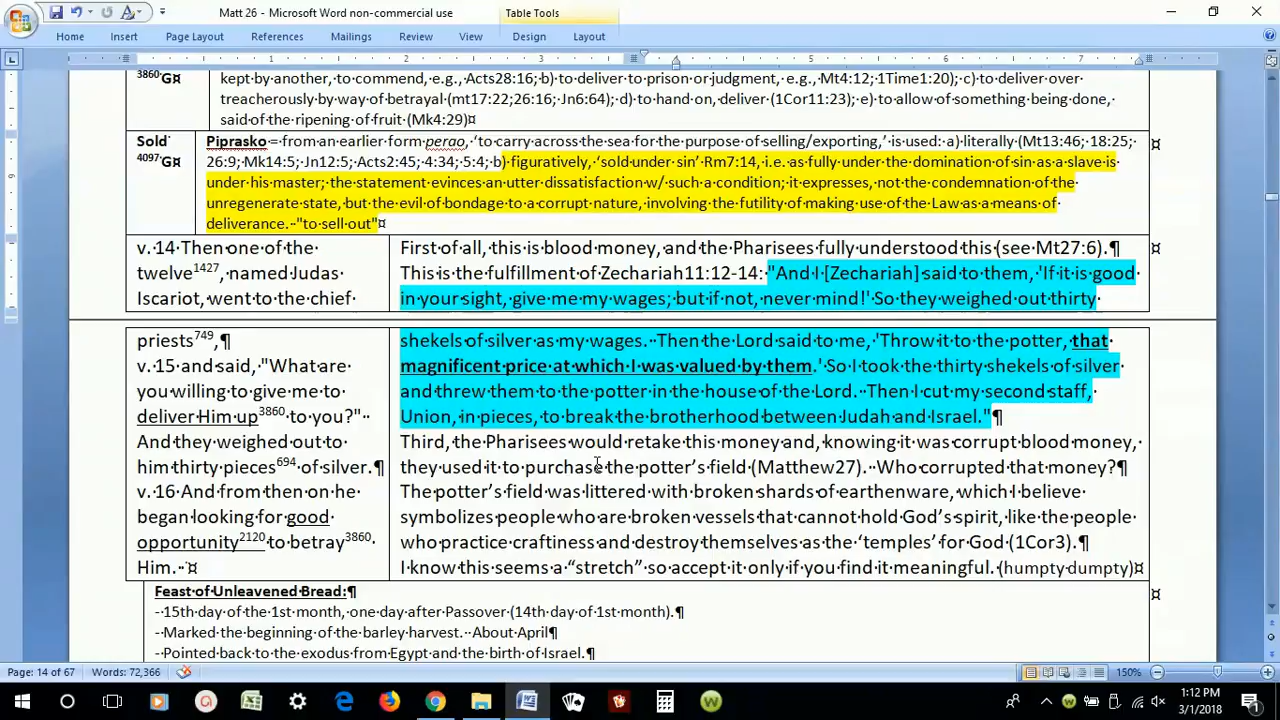 Matt 26 - Microsoft Word non-commercial use
Table Tools
Home Insert Page Layout References Mailings Review View Design Layout
1 2 3 4 5 6 7
3860 G¤
kept by another, to commend, e.g., Acts28:16; b) to deliver to prison or judgment, e.g., Mt4:12; 1Time1:20); c) to deliver over
treacherously by way of betrayal (mt17:22;26:16; Jn6:64); d) to hand on, deliver (1Cor11:23); e) to allow of something being done,
said of the ripening of fruit (Mk4:29)¤
Sold
4097 G¤
Piprasko = from an earlier form perao, 'to carry across the sea for the purpose of selling/exporting,' is used: a) literally (Mt13:46; 18:25;
26:9; Mk14:5; Jn12:5; Acts2:45; 4:34; 5:4; b) figuratively, 'sold under sin' Rm7:14, i.e. as fully under the domination of sin as a slave is
under his master; the statement evinces an utter dissatisfaction w/ such a condition; it expresses, not the condemnation of the
unregenerate state, but the evil of bondage to a corrupt nature, involving the futility of making use of the Law as a means of
deliverance. "to sell out"¤
v.14 Then one of the
twelve1427, named Judas
Iscariot, went to the chief
priests749,¶
v.15 and said, "What are
you willing to give me to
deliver Him up3860 to you?"
And they weighed out to
him thirty pieces694 of silver.¶
v.16 And from then on he
began looking for good
opportunity2120 to betray3860
Him. ¤
First of all, this is blood money, and the Pharisees fully understood this (see Mt27:6).¶
This is the fulfillment of Zechariah11:12-14: "And I [Zechariah] said to them, 'If it is good
in your sight, give me my wages; but if not, never mind!' So they weighed out thirty
shekels of silver as my wages. Then the Lord said to me, 'Throw it to the potter, that
magnificent price at which I was valued by them.' So I took the thirty shekels of silver
and threw them to the potter in the house of the Lord. Then I cut my second staff,
Union, in pieces, to break the brotherhood between Judah and Israel."¶
Third, the Pharisees would retake this money and, knowing it was corrupt blood money,
they used it to purchase the potter's field (Matthew27). Who corrupted that money?¶
The potter's field was littered with broken shards of earthenware, which I believe
symbolizes people who are broken vessels that cannot hold God's spirit, like the people
who practice craftiness and destroy themselves as the 'temples' for God (1Cor3).¶
I know this seems a "stretch" so accept it only if you find it meaningful. (humpty dumpty)¤
Feast of Unleavened Bread:¶
- 15th day of the 1st month, one day after Passover (14th day of 1st month).¶
- Marked the beginning of the barley harvest. About April¶
- Pointed back to the exodus from Egypt and the birth of Israel.¶
Page: 14 of 67 Words: 72,366 150%
1:12 PM
3/1/2018